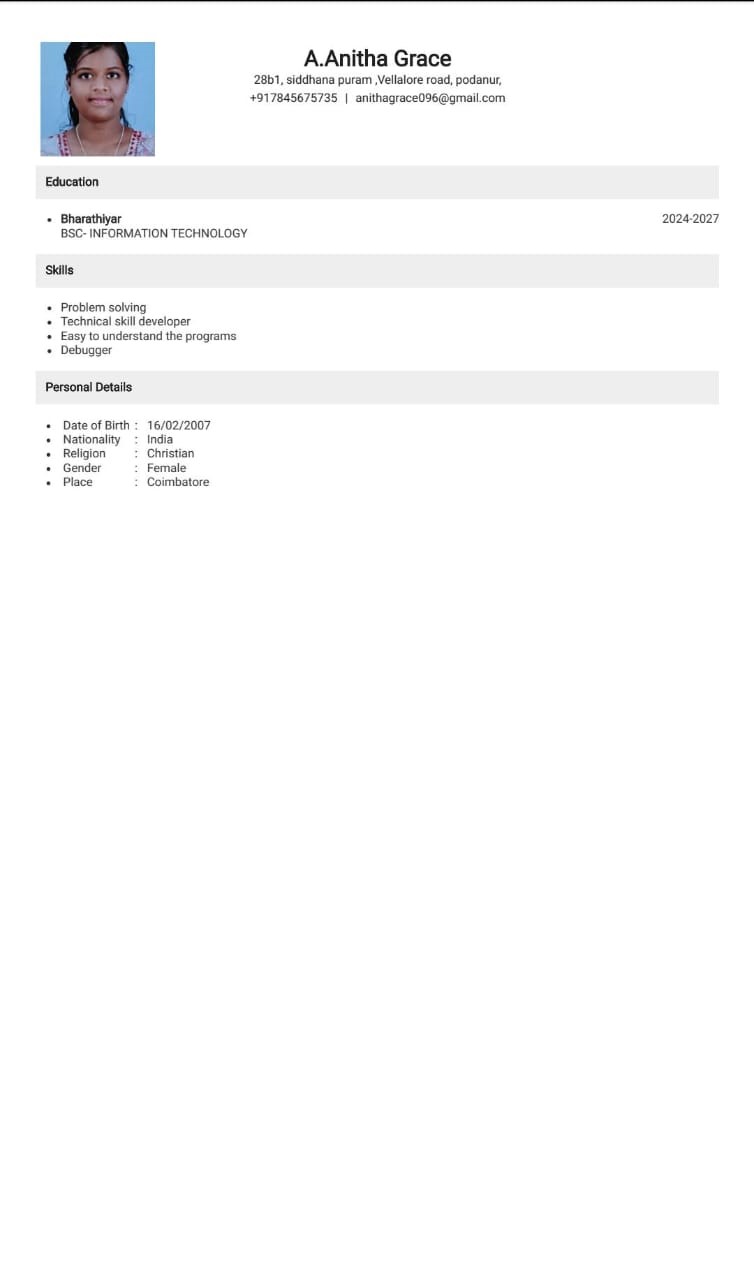 A.Anitha Grace
28b1, siddhana puram ,Vellalore road, podanur,
+917845675735 | anithagrace096@gmail.com
Education
• Bharathiyar 2024-2027
BSC- INFORMATION TECHNOLOGY
Skills
• Problem solving
• Technical skill developer
• Easy to understand the programs
• Debugger
Personal Details
• Date of Birth : 16/02/2007
• Nationality : India
• Religion : Christian
• Gender : Female
• Place : Coimbatore